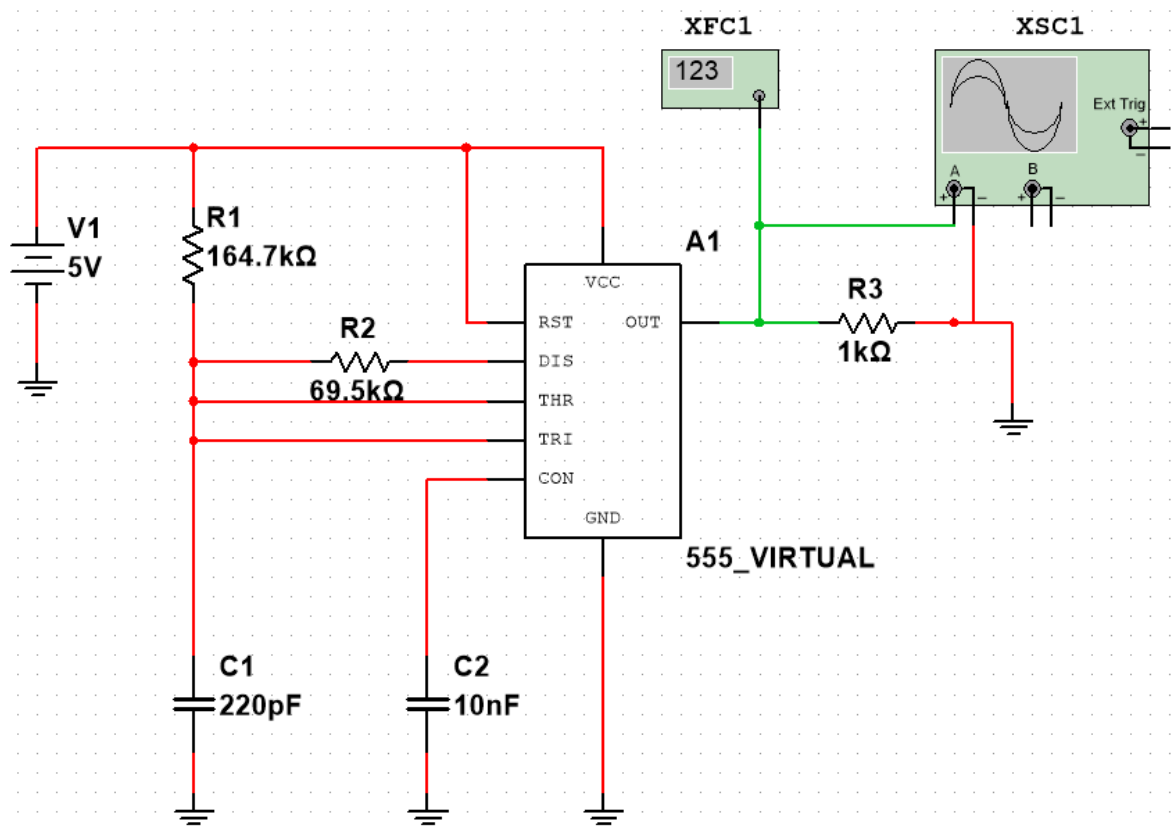 XFC1
XSC1
123
Ext Trig
+
−
A
B
+ −
+ −
V1
5V
R1
164.7kΩ
A1
VCC
R3
1kΩ
RST
OUT
R2
69.5kΩ
DIS
THR
TRI
CON
GND
555_VIRTUAL
C1
220pF
C2
10nF